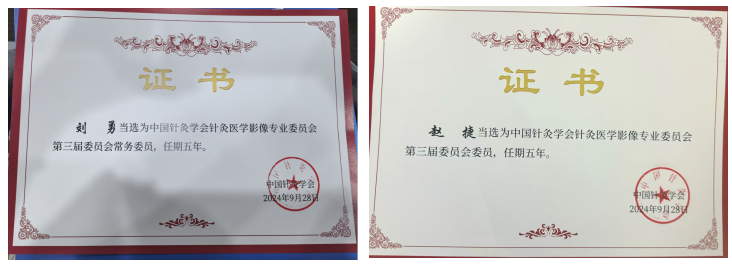 证书
刘 勇当选为中国针灸学会针灸医学影像专业委员会
第三届委员会常务委员，任期五年。
中国针灸学会
2024年9月28日
证书
赵 捷当选为中国针灸学会针灸医学影像专业委员会
第三届委员会委员，任期五年。
中国针灸学会
2024年9月28日